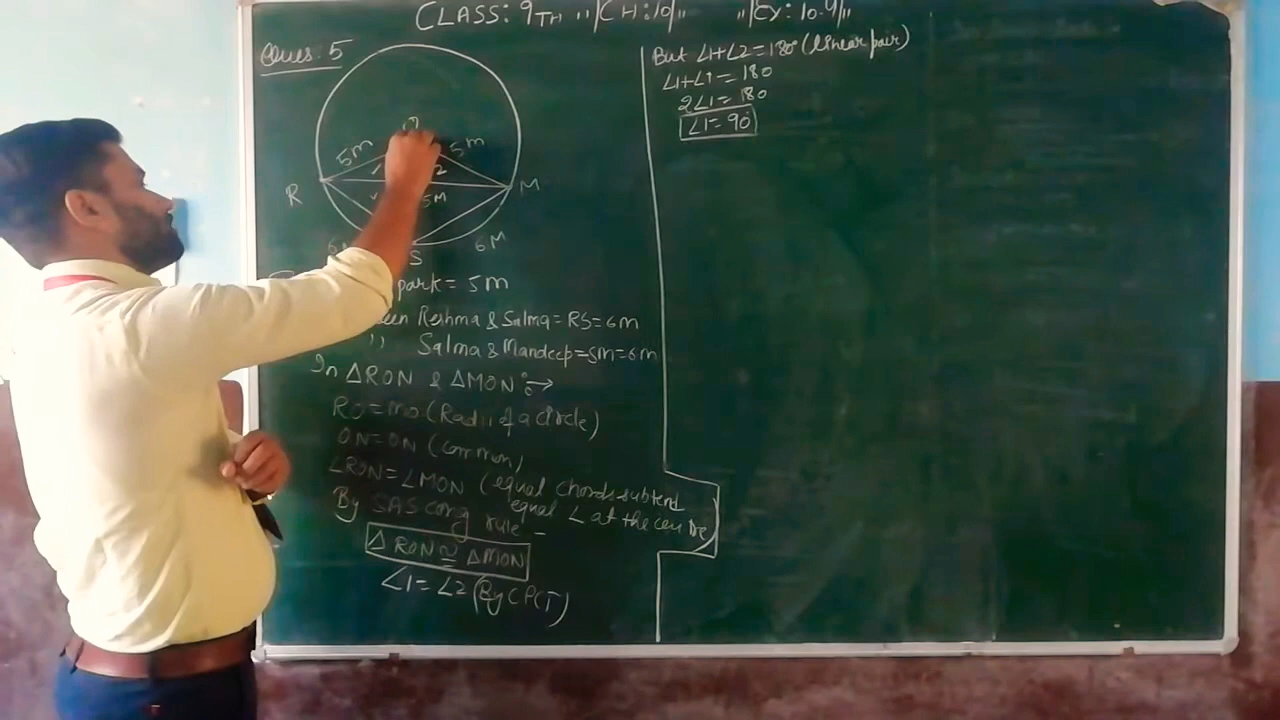 CLASS: 9TH "/ CH:10/" "/EX: 10.4/"
Ques. 5
5m
5m
2
R
M
5M
6M
S
park = 5m
Reshma & Salma = RS = 6m
" Salma & Mandeep = SM = 6m
In ΔRON & ΔMON :→
RO = MO (Radii of a circle)
ON = ON (common)
∠RON = ∠MON (equal chords subtend
equal ∠ at the centre)
By SAS cong rule -
Δ RON ≅ Δ MON
∠1 = ∠2 (By CPCT)
But ∠1+∠2 = 180° (linear pair)
∠1+∠1 = 180
2∠1 = 180
∠1 = 90°